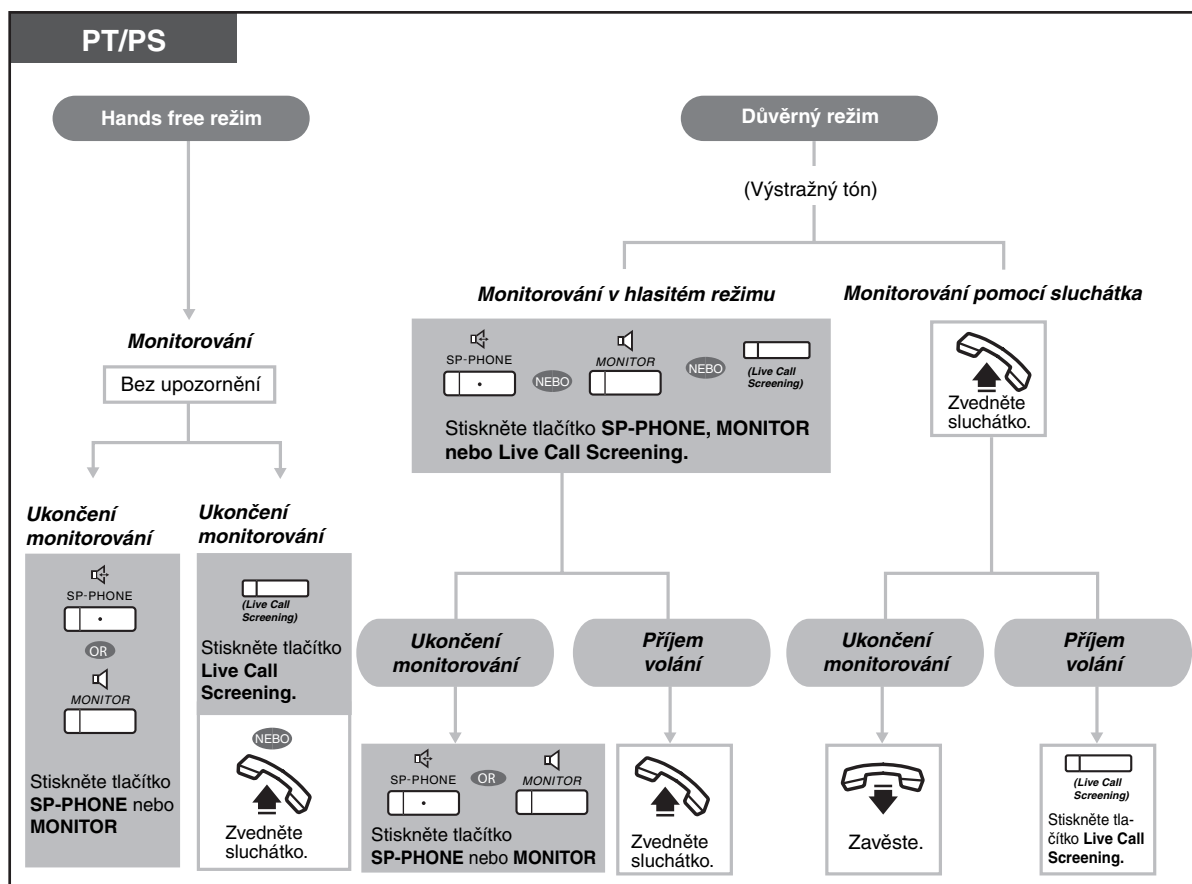 PT/PS
Hands free režim
Důvěrný režim
(Výstražný tón)
Monitorování
Bez upozornění
Monitorování v hlasitém režimu
SP-PHONE
NEBO
MONITOR
NEBO
(Live Call
Screening)
Stiskněte tlačítko SP-PHONE, MONITOR
nebo Live Call Screening.
Monitorování pomocí sluchátka
Zvedněte
sluchátko.
Ukončení
monitorování
SP-PHONE
OR
MONITOR
Stiskněte tlačítko
SP-PHONE nebo
MONITOR
Ukončení
monitorování
(Live Call
Screening)
Stiskněte tlačítko
Live Call
Screening.
NEBO
Zvedněte
sluchátko.
Ukončení
monitorování
SP-PHONE
OR
MONITOR
Stiskněte tlačítko
SP-PHONE nebo MONITOR
Příjem
volání
Zvedněte
sluchátko.
Ukončení
monitorování
Zavěste.
Příjem
volání
(Live Call
Screening)
Stiskněte tla-
čítko Live Call
Screening.